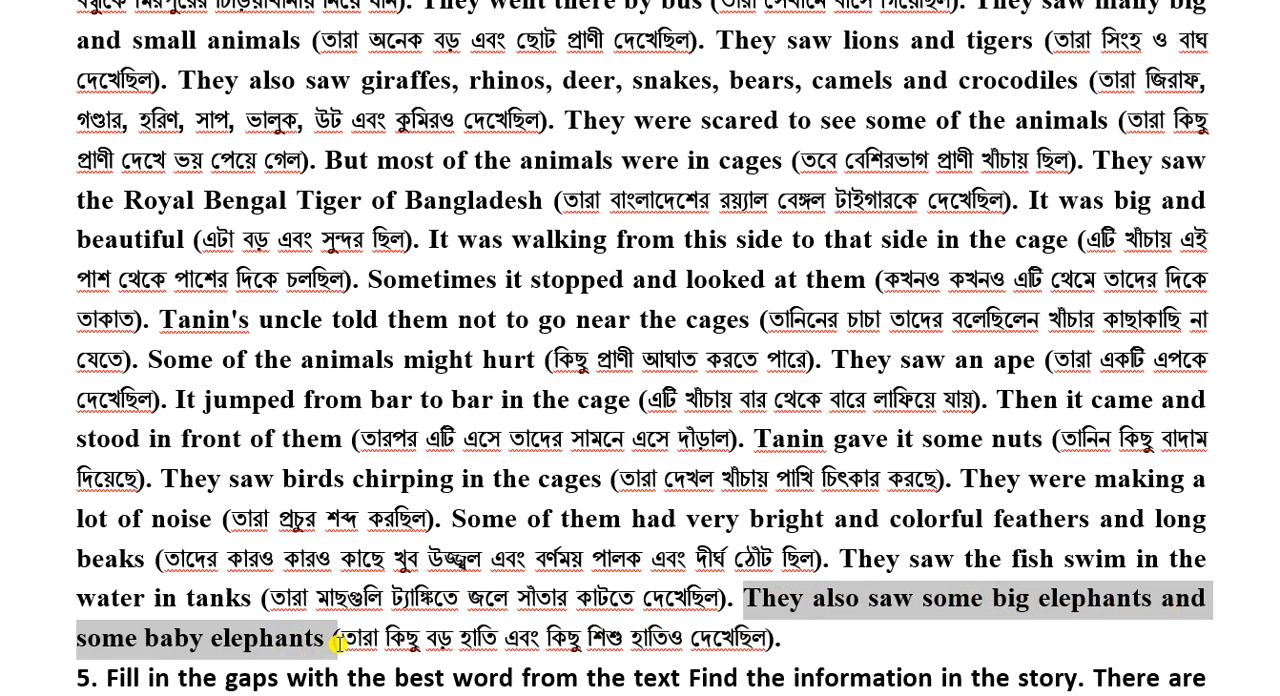 বন্ধুকে মিরপুরের চিড়িয়াখানায় নিয়ে যান). They went there by bus (তারা সেখানে বাসে গিয়েছিল). They saw many big
and small animals (তারা অনেক বড় এবং ছোট প্রাণী দেখেছিল). They saw lions and tigers (তারা সিংহ ও বাঘ
দেখেছিল). They also saw giraffes, rhinos, deer, snakes, bears, camels and crocodiles (তারা জিরাফ,
গণ্ডার, হরিণ, সাপ, ভালুক, উট এবং কুমিরও দেখেছিল). They were scared to see some of the animals (তারা কিছু
প্রাণী দেখে ভয় পেয়ে গেল). But most of the animals were in cages (তবে বেশিরভাগ প্রাণী খাঁচায় ছিল). They saw
the Royal Bengal Tiger of Bangladesh (তারা বাংলাদেশের রয়্যাল বেঙ্গল টাইগারকে দেখেছিল). It was big and
beautiful (এটা বড় এবং সুন্দর ছিল). It was walking from this side to that side in the cage (এটি খাঁচায় এই
পাশ থেকে পাশের দিকে চলছিল). Sometimes it stopped and looked at them (কখনও কখনও এটি থেমে তাদের দিকে
তাকাত). Tanin's uncle told them not to go near the cages (তানিনের চাচা তাদের বলেছিলেন খাঁচার কাছাকাছি না
যেতে). Some of the animals might hurt (কিছু প্রাণী আঘাত করতে পারে). They saw an ape (তারা একটি এপকে
দেখেছিল). It jumped from bar to bar in the cage (এটি খাঁচায় বার থেকে বারে লাফিয়ে যায়). Then it came and
stood in front of them (তারপর এটি এসে তাদের সামনে এসে দাঁড়াল). Tanin gave it some nuts (তানিন কিছু বাদাম
দিয়েছে). They saw birds chirping in the cages (তারা দেখল খাঁচায় পাখি চিৎকার করছে). They were making a
lot of noise (তারা প্রচুর শব্দ করছিল). Some of them had very bright and colorful feathers and long
beaks (তাদের কারও কারও কাছে খুব উজ্জ্বল এবং বর্ণময় পালক এবং দীর্ঘ ঠোঁট ছিল). They saw the fish swim in the
water in tanks (তারা মাছগুলি ট্যাঙ্কিতে জলে সাঁতার কাটতে দেখেছিল). They also saw some big elephants and
some baby elephants (তারা কিছু বড় হাতি এবং কিছু শিশু হাতিও দেখেছিল).
5. Fill in the gaps with the best word from the text Find the information in the story. There are